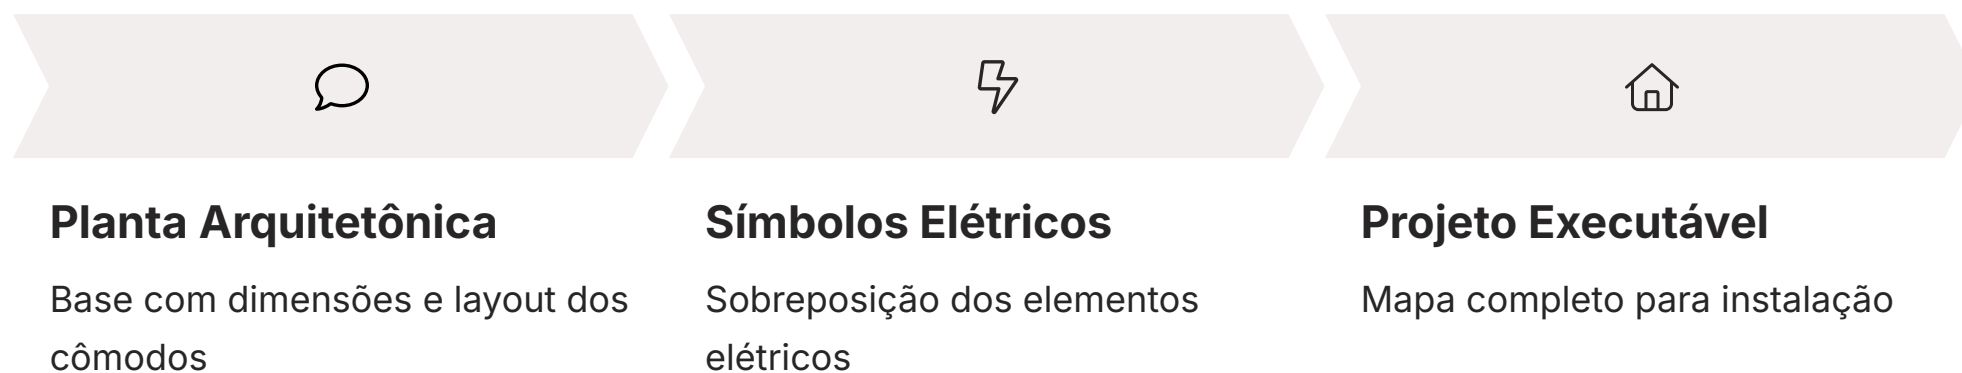 Planta Arquitetônica
Base com dimensões e layout dos
cômodos
Símbolos Elétricos
Sobreposição dos elementos
elétricos
Projeto Executável
Mapa completo para instalação